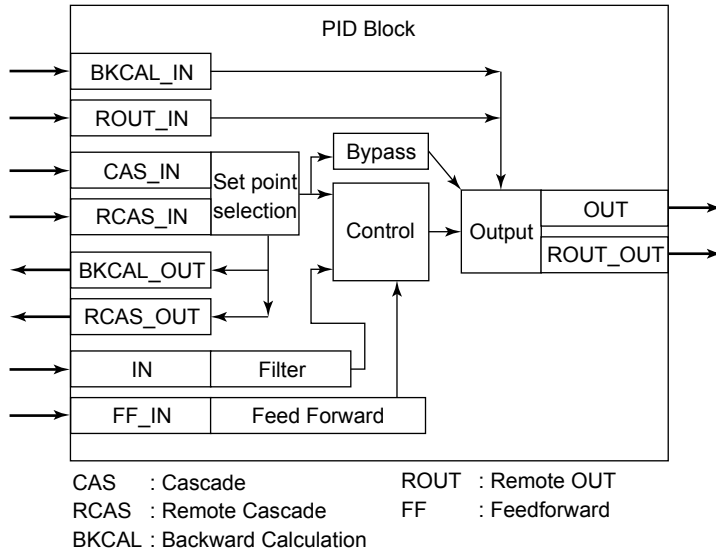 PID Block
BKCAL_IN
ROUT_IN
CAS_IN
RCAS_IN
Set point
selection
Bypass
Control
Output
OUT
ROUT_OUT
BKCAL_OUT
RCAS_OUT
IN
Filter
FF_IN
Feed Forward
CAS : Cascade
RCAS : Remote Cascade
BKCAL : Backward Calculation
ROUT : Remote OUT
FF : Feedforward